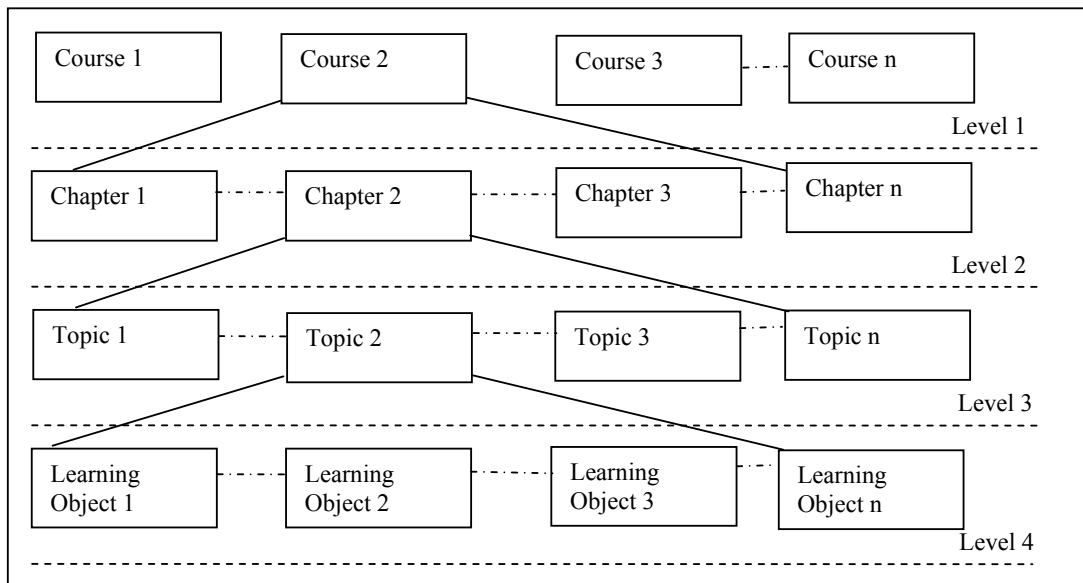 Course 1
Course 2
Course 3
Course n
Level 1
Chapter 1
Chapter 2
Chapter 3
Chapter n
Level 2
Topic 1
Topic 2
Topic 3
Topic n
Level 3
Learning
Object 1
Learning
Object 2
Learning
Object 3
Learning
Object n
Level 4